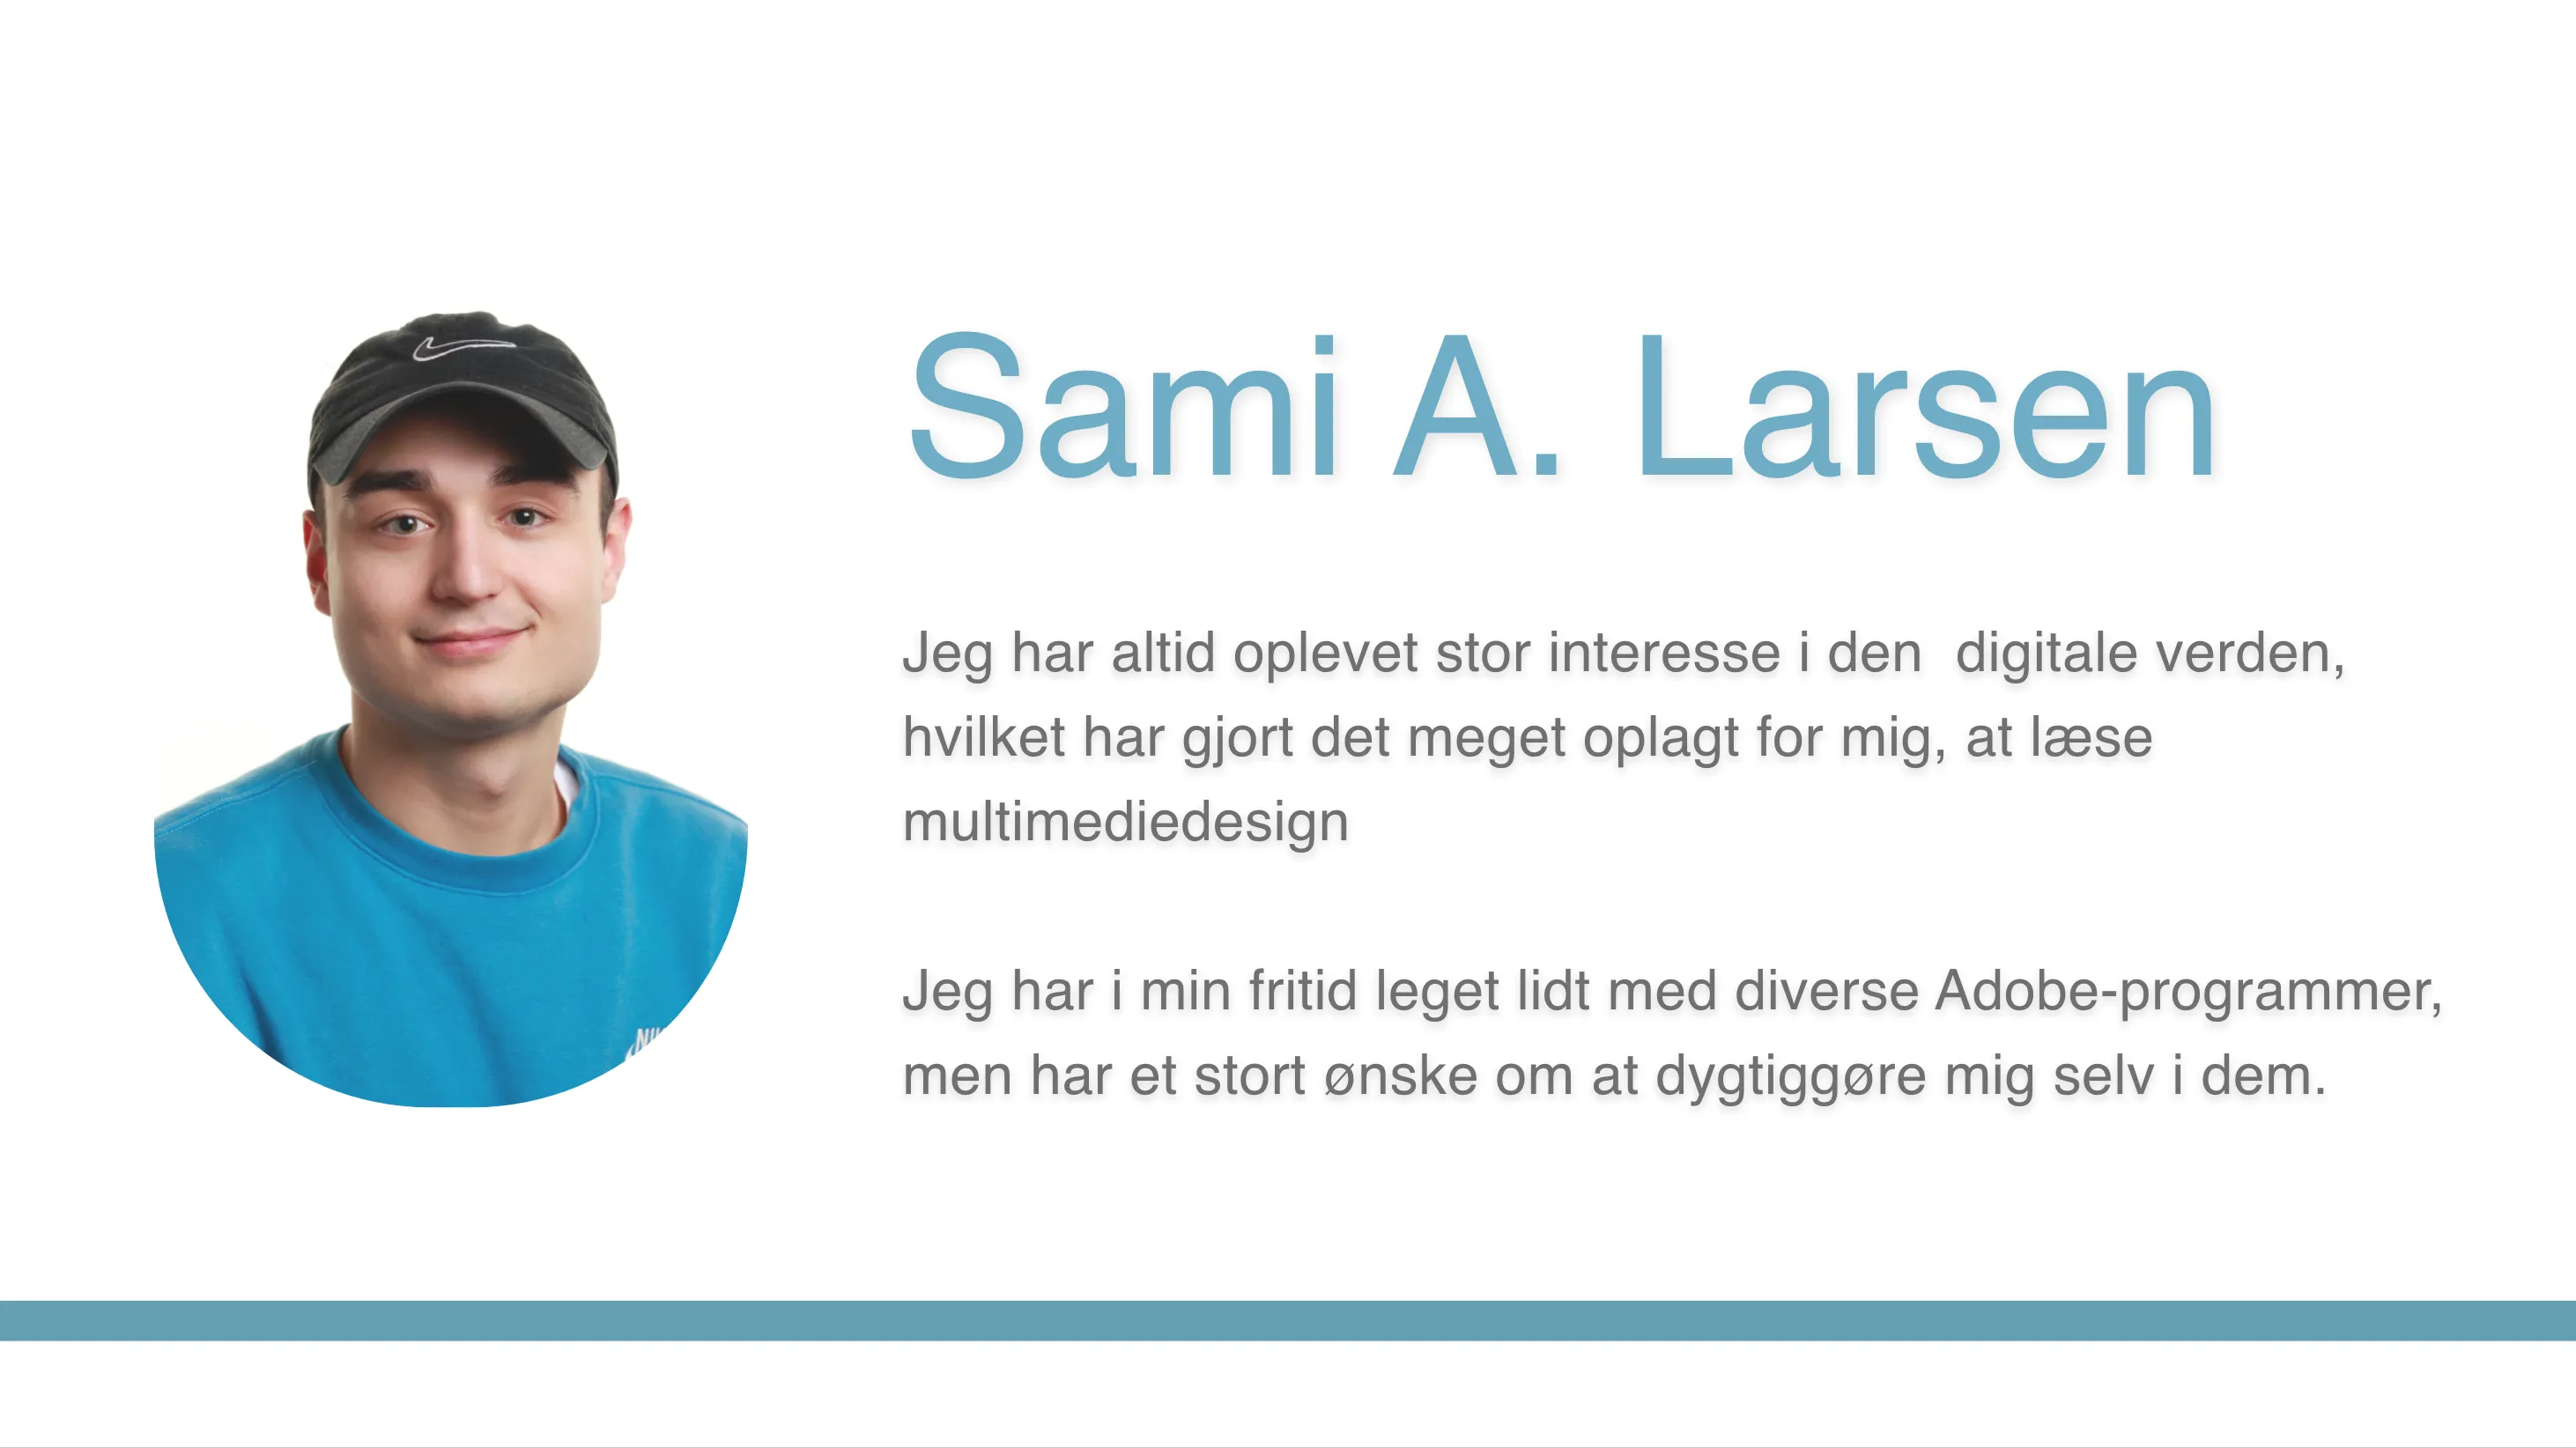 Sami A. Larsen
Jeg har altid oplevet stor interesse i den  digitale verden,
hvilket har gjort det meget oplagt for mig, at læse
multimediedesign
Jeg har i min fritid leget lidt med diverse Adobe-programmer,
men har et stort ønske om at dygtiggøre mig selv i dem.